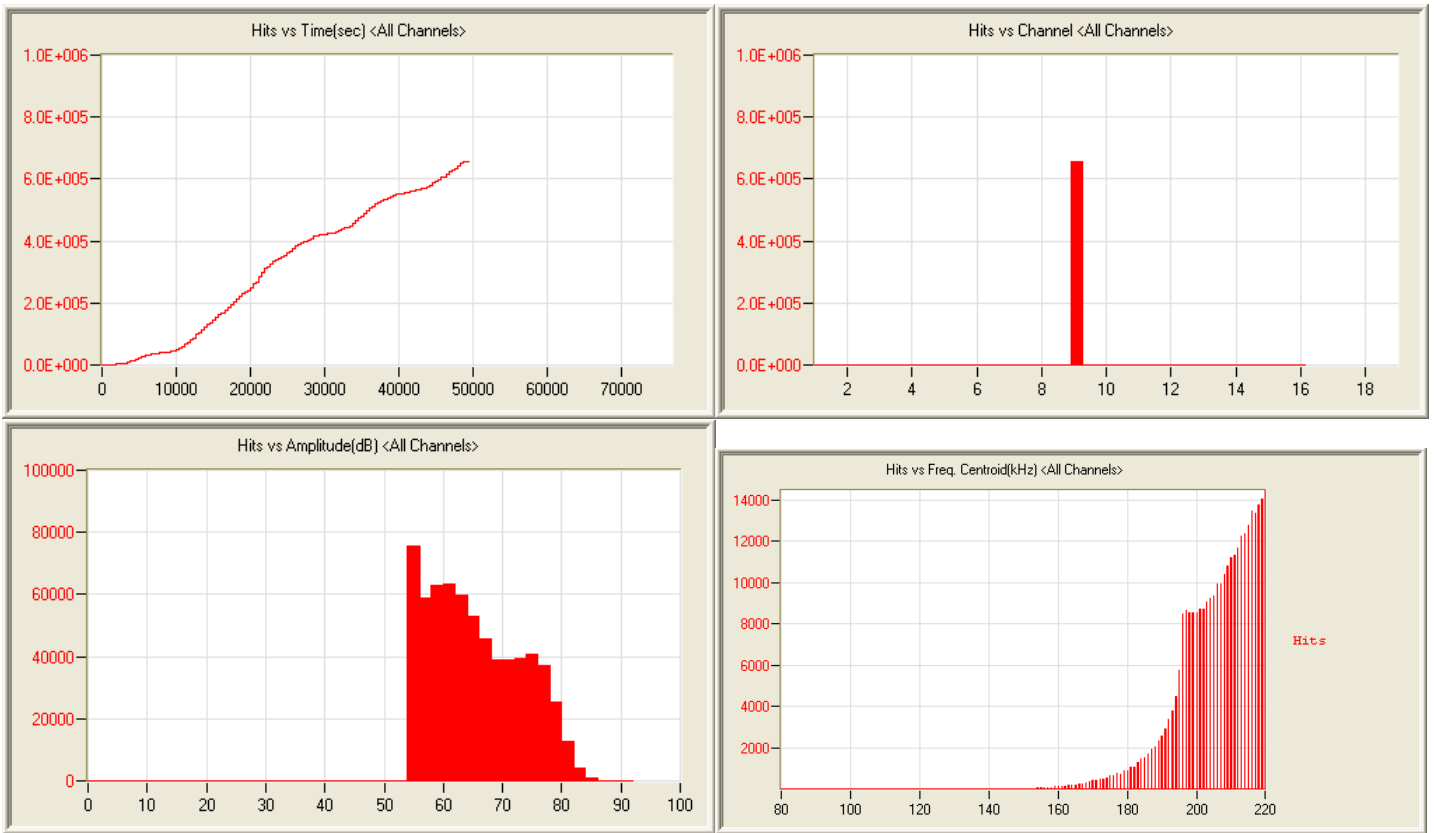 Hits vs Time(sec) <All Channels>
1.0E+006
8.0E+005
6.0E+005
4.0E+005
2.0E+005
0.0E+000
0 10000 20000 30000 40000 50000 60000 70000
Hits vs Channel <All Channels>
1.0E+006
8.0E+005
6.0E+005
4.0E+005
2.0E+005
0.0E+000
2 4 6 8 10 12 14 16 18
Hits vs Amplitude(dB) <All Channels>
100000
80000
60000
40000
20000
0
0 10 20 30 40 50 60 70 80 90 100
Hits vs Freq. Centroid(kHz) <All Channels>
14000
12000
10000
8000
6000
4000
2000
80 100 120 140 160 180 200 220
Hits